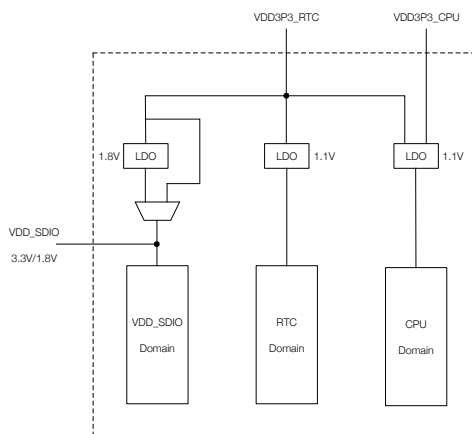 VDD3P3_RTC
VDD3P3_CPU
1.8V
LDO
LDO
1.1V
LDO
1.1V
VDD_SDIO
3.3V/1.8V
VDD_SDIO
Domain
RTC
Domain
CPU
Domain